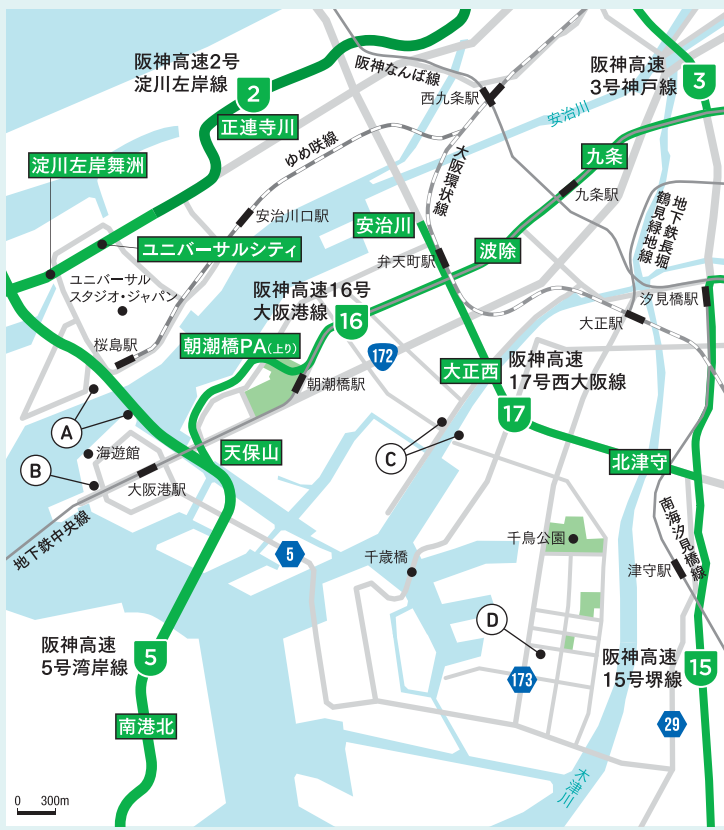 阪神高速2号
淀川左岸線
2
正連寺川
阪神なんば線
西九条駅
阪神高速
3号神戸線
3
安治川
淀川左岸舞洲
ゆめ咲線
大阪環状線
九条
九条駅
安治川口駅
安治川
地下鉄長堀
鶴見緑地線
ユニバーサルシティ
弁天町駅
波除
ユニバーサル
スタジオ・ジャパン
阪神高速16号
大阪港線
16
汐見橋駅
大正駅
桜島駅
朝潮橋PA(上り)
172
朝潮橋駅
大正西
阪神高速
17号西大阪線
17
A
C
海遊館
天保山
北津守
B
大阪港駅
地下鉄中央線
5
千歳橋
千鳥公園
南海汐見橋線
津守駅
D
阪神高速
5号湾岸線
5
173
阪神高速
15号堺線
15
南港北
29
木津川
0 300m